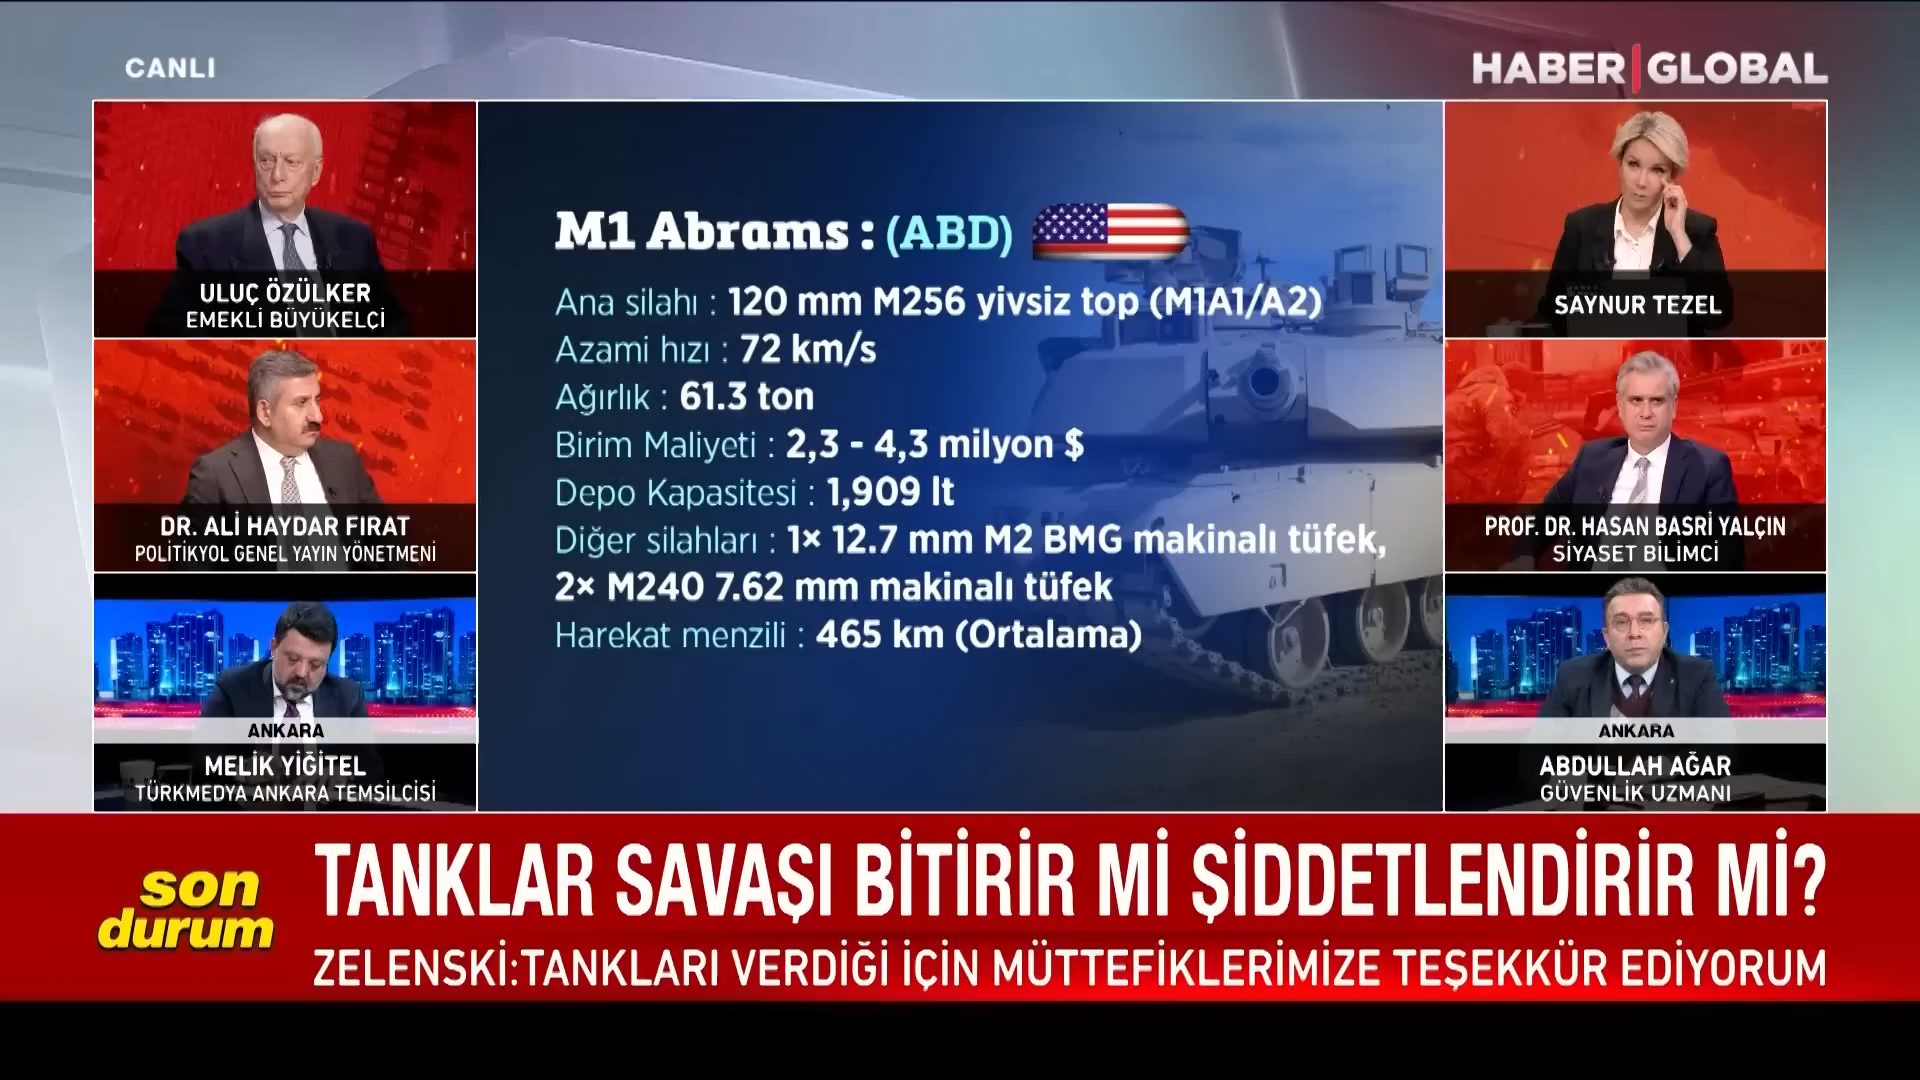 CANLI
HABER GLOBAL
ULUÇ ÖZÜLKER
EMEKLİ BÜYÜKELÇİ
DR. ALİ HAYDAR FIRAT
POLİTİKYOL GENEL YAYIN YÖNETMENİ
ANKARA
MELİK YİĞİTEL
TÜRKMEDYA ANKARA TEMSİLCİSİ
M1 Abrams : (ABD)
Ana silahı : 120 mm M256 yivsiz top (M1A1/A2)
Azami hızı : 72 km/s
Ağırlık : 61.3 ton
Birim Maliyeti : 2,3 - 4,3 milyon $
Depo Kapasitesi : 1,909 lt
Diğer silahları : 1× 12.7 mm M2 BMG makinalı tüfek,
2× M240 7.62 mm makinalı tüfek
Harekat menzili : 465 km (Ortalama)
SAYNUR TEZEL
PROF. DR. HASAN BASRİ YALÇIN
SİYASET BİLİMCİ
ANKARA
ABDULLAH AĞAR
GÜVENLİK UZMANI
son
durum
TANKLAR SAVAŞI BİTİRİR Mİ ŞİDDETLENDİRİR Mİ?
ZELENSKİ:TANKLARI VERDİĞİ İÇİN MÜTTEFİKLERİMİZE TEŞEKKÜR EDİYORUM